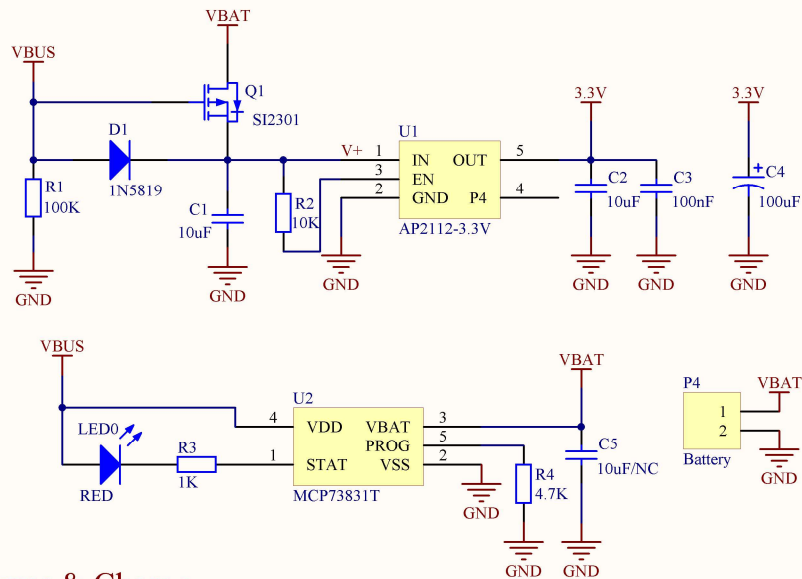 VBAT
VBUS
Q1
SI2301
D1
1N5819
R1
100K
C1
10uF
R2
10K
V+
U1
1 IN OUT 5
3 EN
2 GND P4 4
AP2112-3.3V
3.3V
C2
10uF
C3
100nF
3.3V
C4
100uF
GND
GND
GND
GND
GND
GND
VBUS
LED0
RED
R3
1K
U2
4 VDD VBAT 3
PROG 5
1 STAT VSS 2
MCP73831T
GND
R4
4.7K
GND
VBAT
C5
10uF/NC
GND
P4
1
2
Battery
VBAT
GND